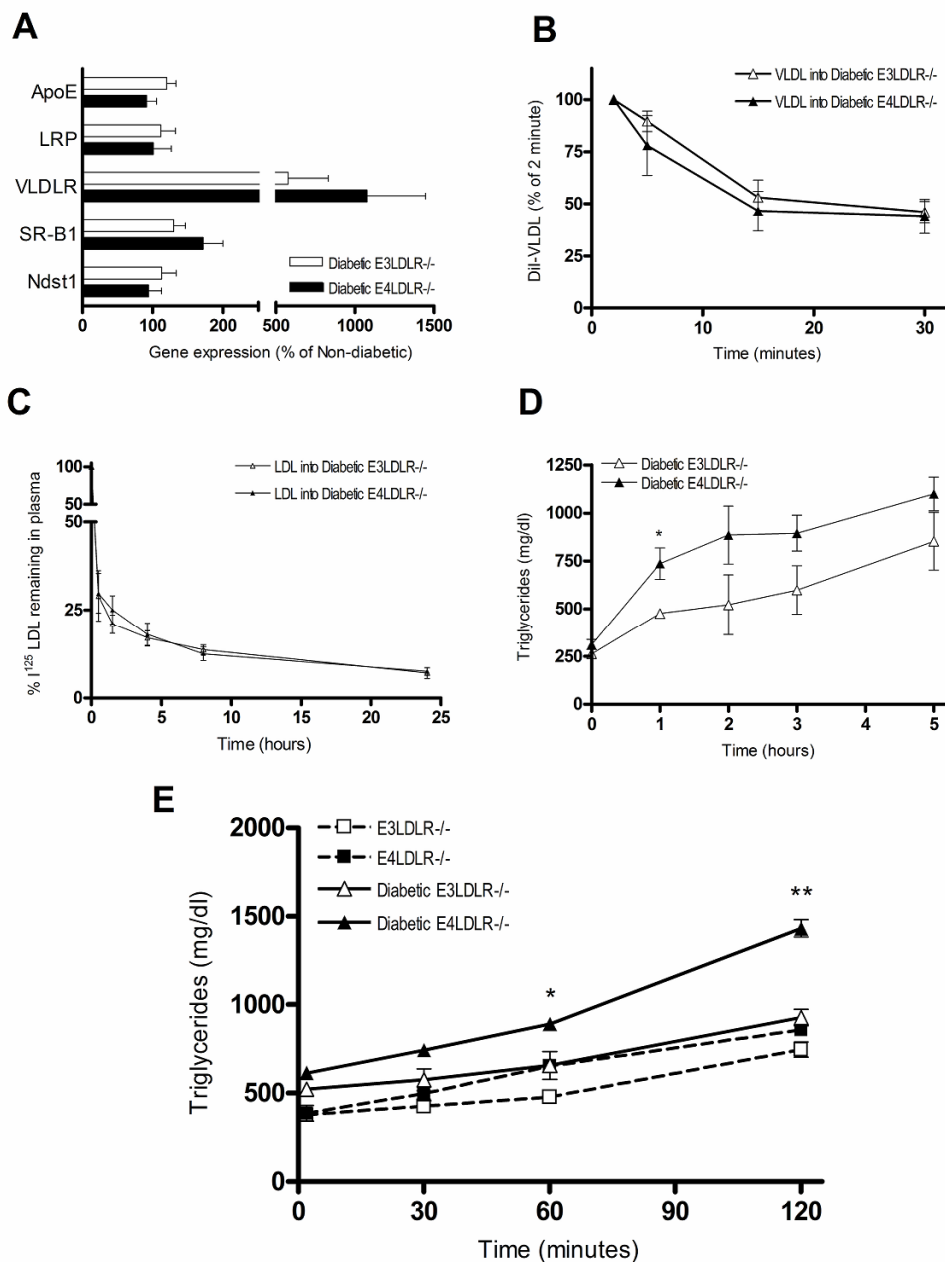 A
ApoE
LRP
VLDLR
SR-B1
Ndst1
Diabetic E3LDLR-/-
Diabetic E4LDLR-/-
0 100 200 500 1000 1500
Gene expression (% of Non-diabetic)
B
VLDL into Diabetic E3LDLR-/-
VLDL into Diabetic E4LDLR-/-
100
75
50
25
0
0 10 20 30
DiI-VLDL (% of 2 minute)
Time (minutes)
C
LDL into Diabetic E3LDLR-/-
LDL into Diabetic E4LDLR-/-
100
50
25
0
0 5 10 15 20 25
% I125 LDL remaining in plasma
Time (hours)
D
Diabetic E3LDLR-/-
Diabetic E4LDLR-/-
1250
1000
750
500
250
0
*
0 1 2 3 4 5
Triglycerides (mg/dl)
Time (hours)
E
E3LDLR-/-
E4LDLR-/-
Diabetic E3LDLR-/-
Diabetic E4LDLR-/-
2000
1500
1000
500
0
*
**
0 30 60 90 120
Triglycerides (mg/dl)
Time (minutes)